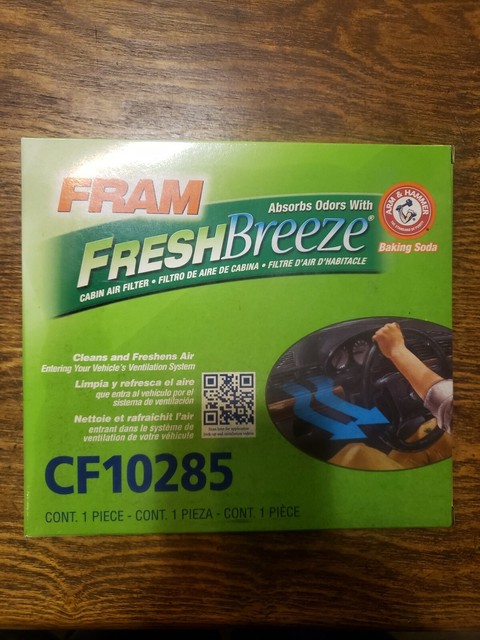 FRAM
Absorbs Odors With
ARM & HAMMER
Baking Soda
FRESHBreeze®
CABIN AIR FILTER • FILTRO DE AIRE DE CABINA • FILTRE D'AIR D'HABITACLE
Cleans and Freshens Air
Entering Your Vehicle's Ventilation System
Limpia y refresca el aire
que entra al vehículo por el
sistema de ventilación
Nettoie et rafraîchit l'air
entrant dans le système de
ventilation de votre véhicule
CF10285
CONT. 1 PIECE - CONT. 1 PIEZA - CONT. 1 PIÈCE